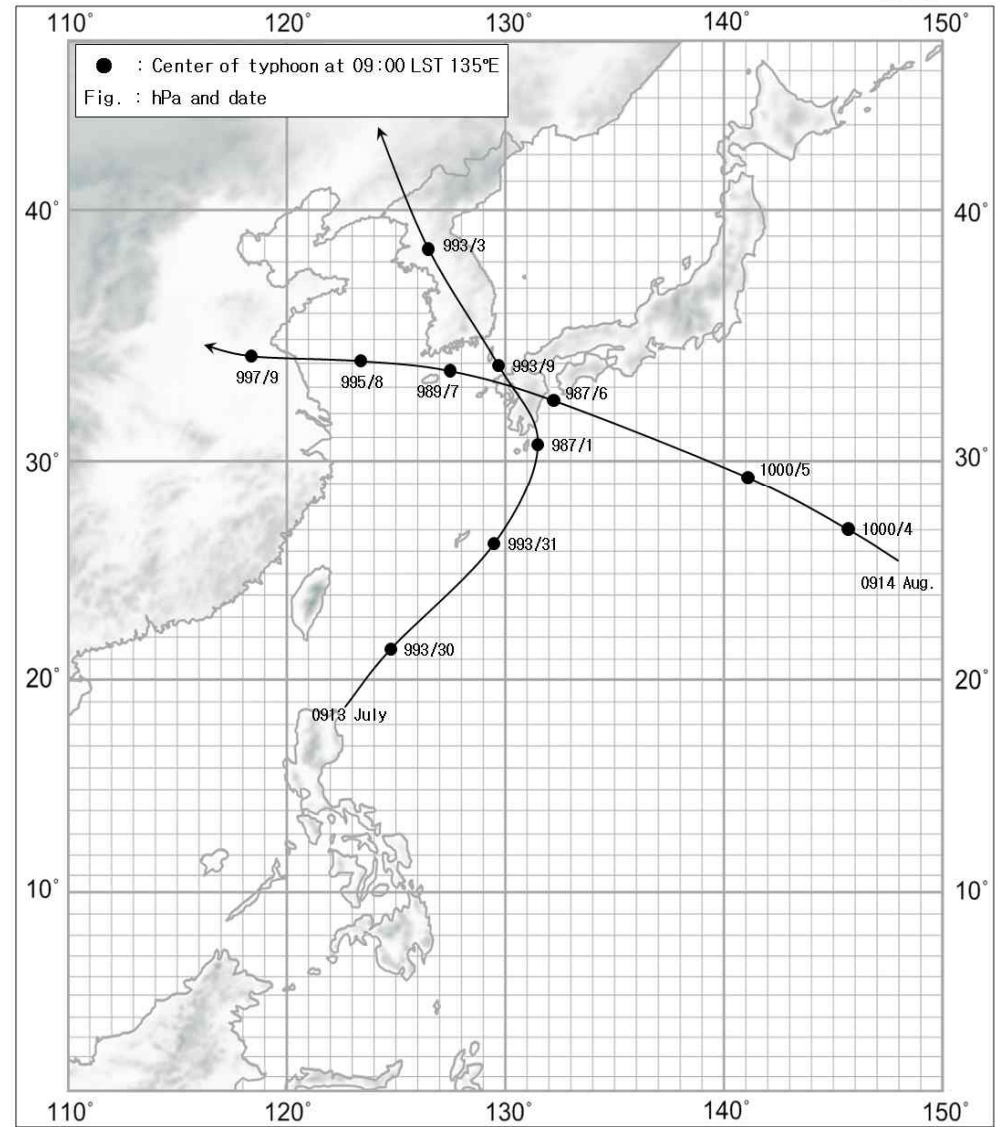 110° 120° 130° 140° 150°
● : Center of typhoon at 09:00 LST 135°E
Fig. : hPa and date
40° 40°
993/3
993/9
997/9 995/8 989/7 987/6
987/1
30° 30°
1000/5
1000/4
993/31
0914 Aug.
993/30
20° 20°
0913 July
10° 10°
110° 120° 130° 140° 150°